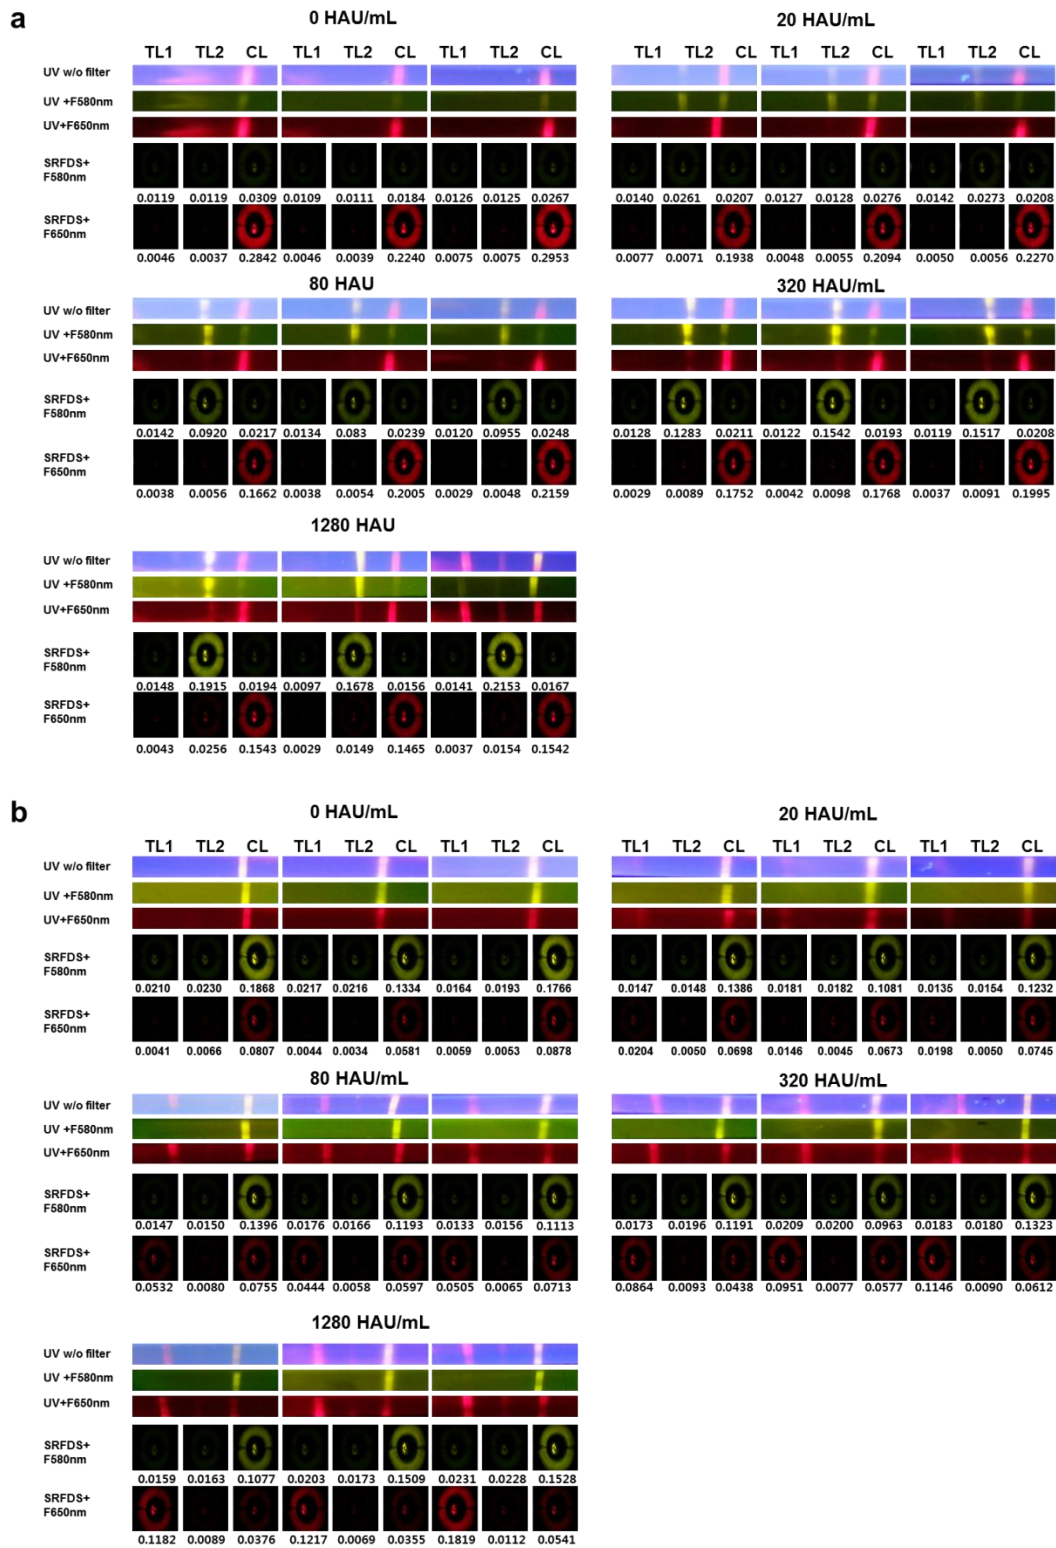 a
0 HAU/mL
20 HAU/mL
TL1 TL2 CL TL1 TL2 CL TL1 TL2 CL
TL1 TL2 CL TL1 TL2 CL TL1 TL2 CL
UV w/o filter
UV +F580nm
UV+F650nm
SRFDS+
F580nm
0.0119 0.0119 0.0309 0.0109 0.0111 0.0184 0.0126 0.0125 0.0267
0.0140 0.0261 0.0207 0.0127 0.0128 0.0276 0.0142 0.0273 0.0208
SRFDS+
F650nm
0.0046 0.0037 0.2842 0.0046 0.0039 0.2240 0.0075 0.0075 0.2953
0.0077 0.0071 0.1938 0.0048 0.0055 0.2094 0.0050 0.0056 0.2270
80 HAU
320 HAU/mL
UV w/o filter
UV +F580nm
UV+F650nm
SRFDS+
F580nm
0.0142 0.0920 0.0217 0.0134 0.083 0.0239 0.0120 0.0955 0.0248
0.0128 0.1283 0.0211 0.0122 0.1542 0.0193 0.0119 0.1517 0.0208
SRFDS+
F650nm
0.0038 0.0056 0.1662 0.0038 0.0054 0.2005 0.0029 0.0048 0.2159
0.0029 0.0089 0.1752 0.0042 0.0098 0.1768 0.0037 0.0091 0.1995
1280 HAU
UV w/o filter
UV +F580nm
UV+F650nm
SRFDS+
F580nm
0.0148 0.1915 0.0194 0.0097 0.1678 0.0156 0.0141 0.2153 0.0167
SRFDS+
F650nm
0.0043 0.0256 0.1543 0.0029 0.0149 0.1465 0.0037 0.0154 0.1542
b
0 HAU/mL
20 HAU/mL
TL1 TL2 CL TL1 TL2 CL TL1 TL2 CL
TL1 TL2 CL TL1 TL2 CL TL1 TL2 CL
UV w/o filter
UV +F580nm
UV+F650nm
SRFDS+
F580nm
0.0210 0.0230 0.1868 0.0217 0.0216 0.1334 0.0164 0.0193 0.1766
0.0147 0.0148 0.1386 0.0181 0.0182 0.1081 0.0135 0.0154 0.1232
SRFDS+
F650nm
0.0041 0.0066 0.0807 0.0044 0.0034 0.0581 0.0059 0.0053 0.0878
0.0204 0.0050 0.0698 0.0146 0.0045 0.0673 0.0198 0.0050 0.0745
80 HAU/mL
320 HAU/mL
UV w/o filter
UV +F580nm
UV+F650nm
SRFDS+
F580nm
0.0147 0.0150 0.1396 0.0176 0.0166 0.1193 0.0133 0.0156 0.1113
0.0173 0.0196 0.1191 0.0209 0.0200 0.0963 0.0183 0.0180 0.1323
SRFDS+
F650nm
0.0532 0.0080 0.0755 0.0444 0.0058 0.0597 0.0505 0.0065 0.0713
0.0864 0.0093 0.0438 0.0951 0.0077 0.0577 0.1146 0.0090 0.0612
1280 HAU/mL
UV w/o filter
UV +F580nm
UV+F650nm
SRFDS+
F580nm
0.0159 0.0163 0.1077 0.0203 0.0173 0.1509 0.0231 0.0228 0.1528
SRFDS+
F650nm
0.1182 0.0089 0.0376 0.1217 0.0069 0.0355 0.1819 0.0112 0.0541